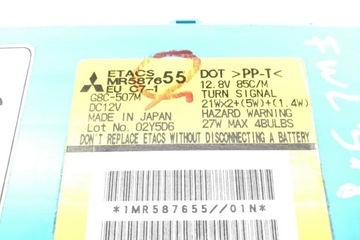 ETACS
MR587655
EU C7-1
G8C-507M
DC12V
MADE IN JAPAN
Lot No. 02Y5D6
DOT >PP-T<
12.8V 85C/M
TURN SIGNAL
21WX2+(5W)+(1.4W)
HAZARD WARNING
27W MAX 4BULBS
DON'T REPLACE ETACS WITHOUT DISCONNECTING A BATTERY
*1MR587655//01N*